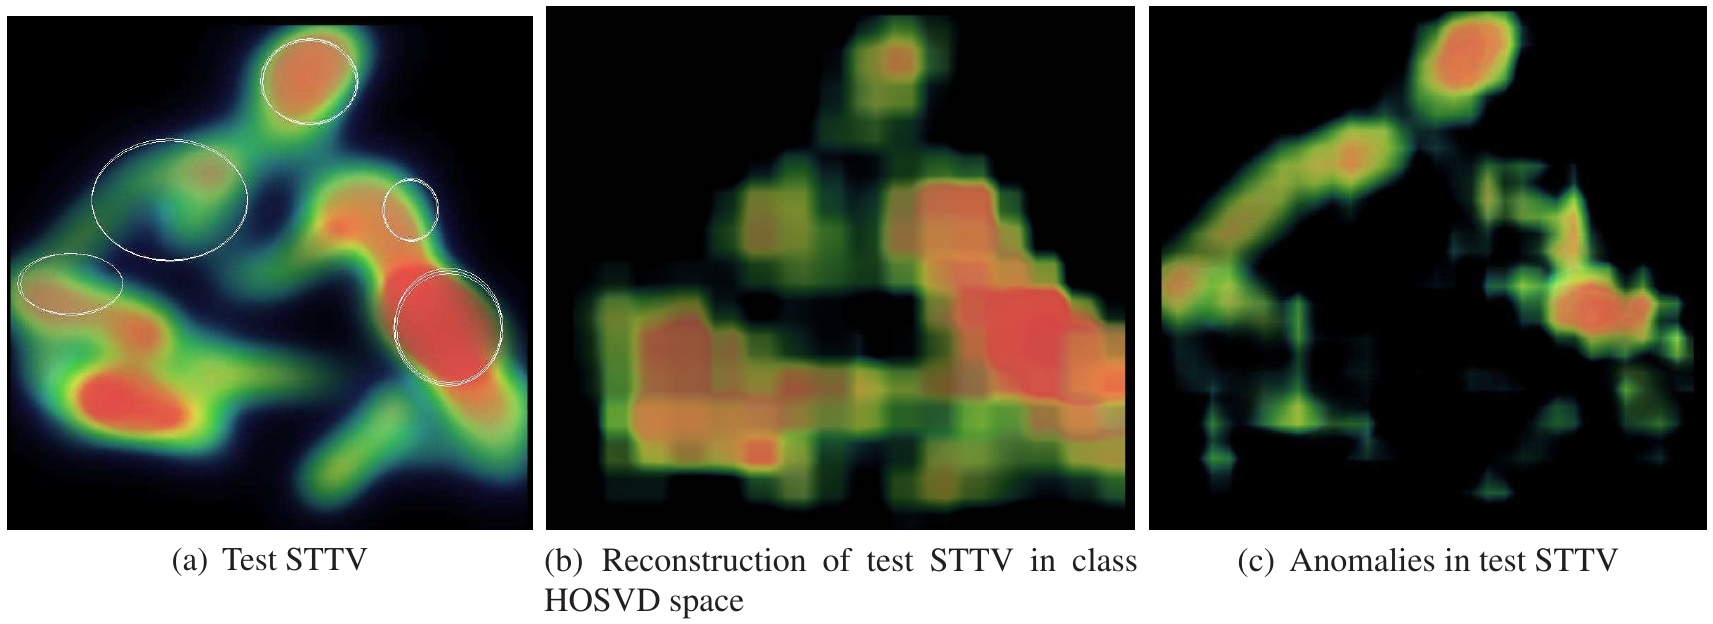 (a) Test STTV
(b) Reconstruction of test STTV in class
HOSVD space
(c) Anomalies in test STTV